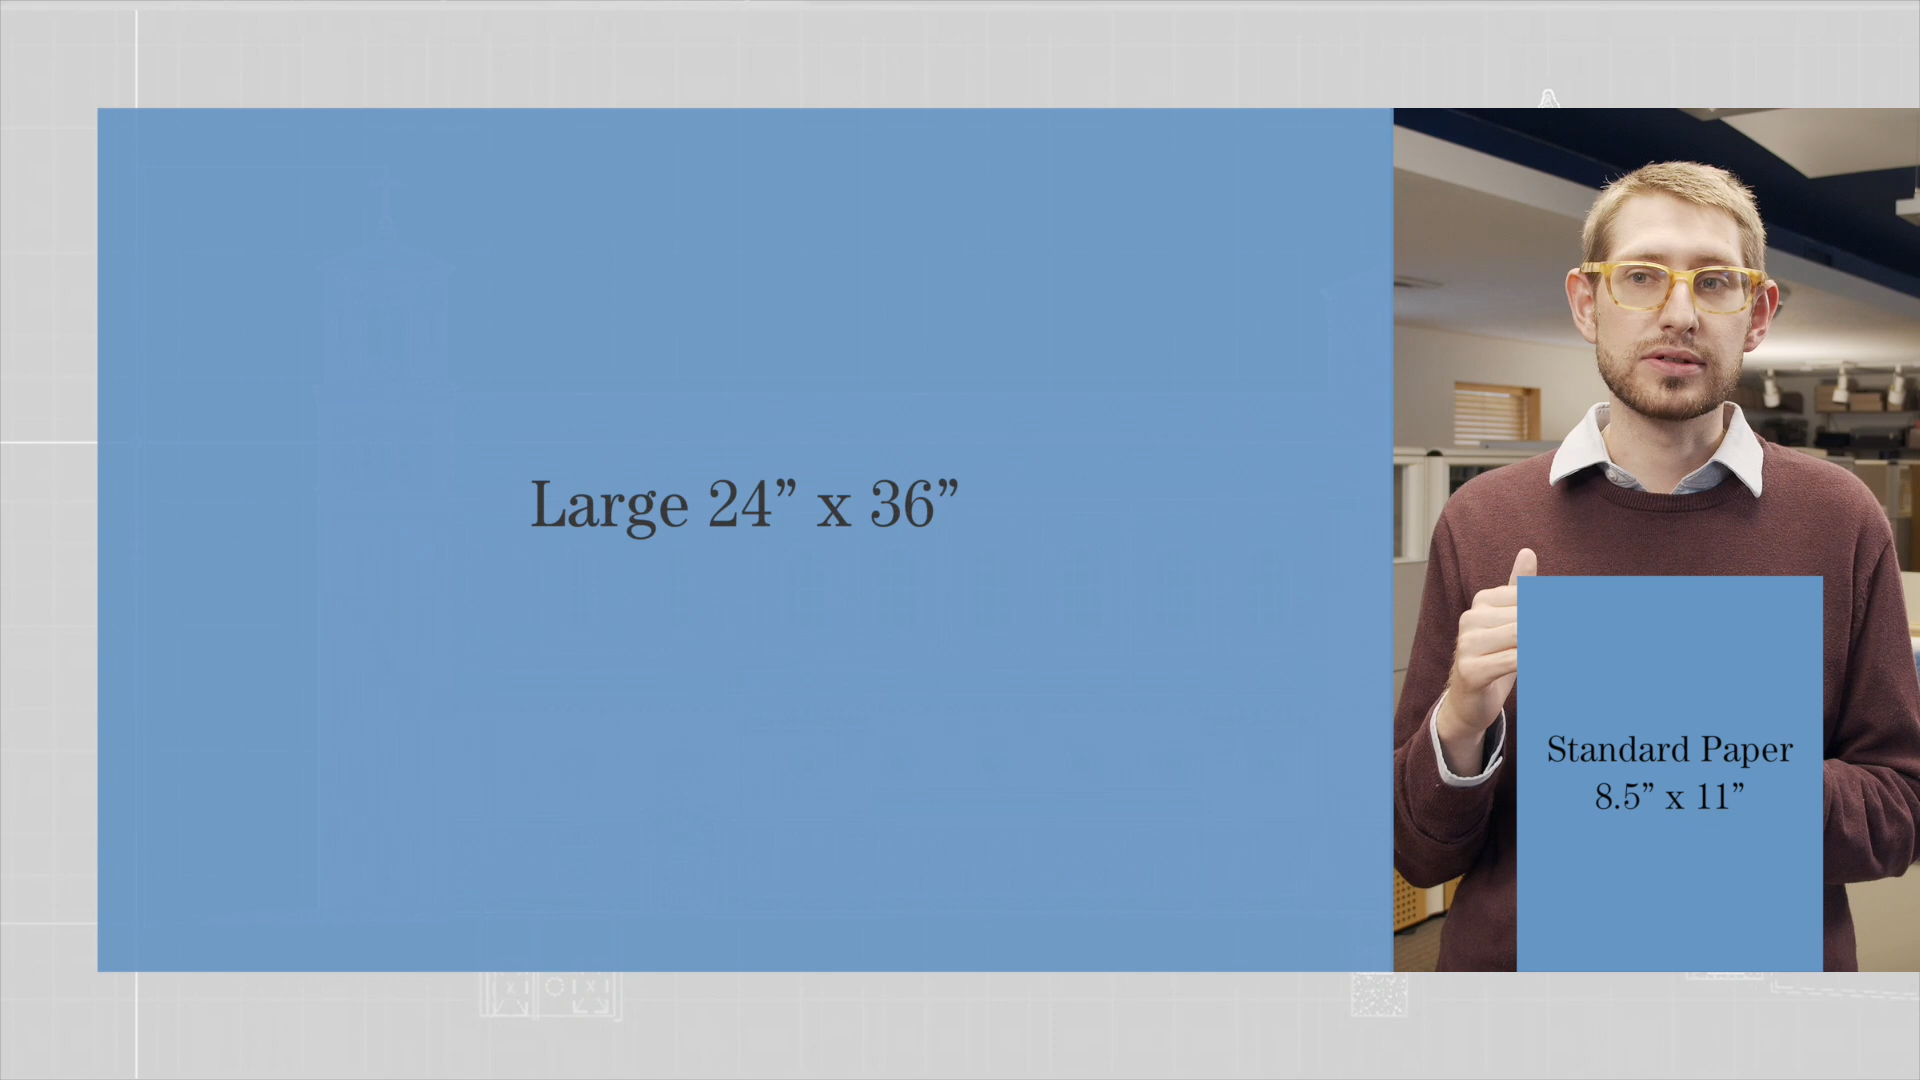 Large 24” x 36”
Standard Paper
8.5” x 11”